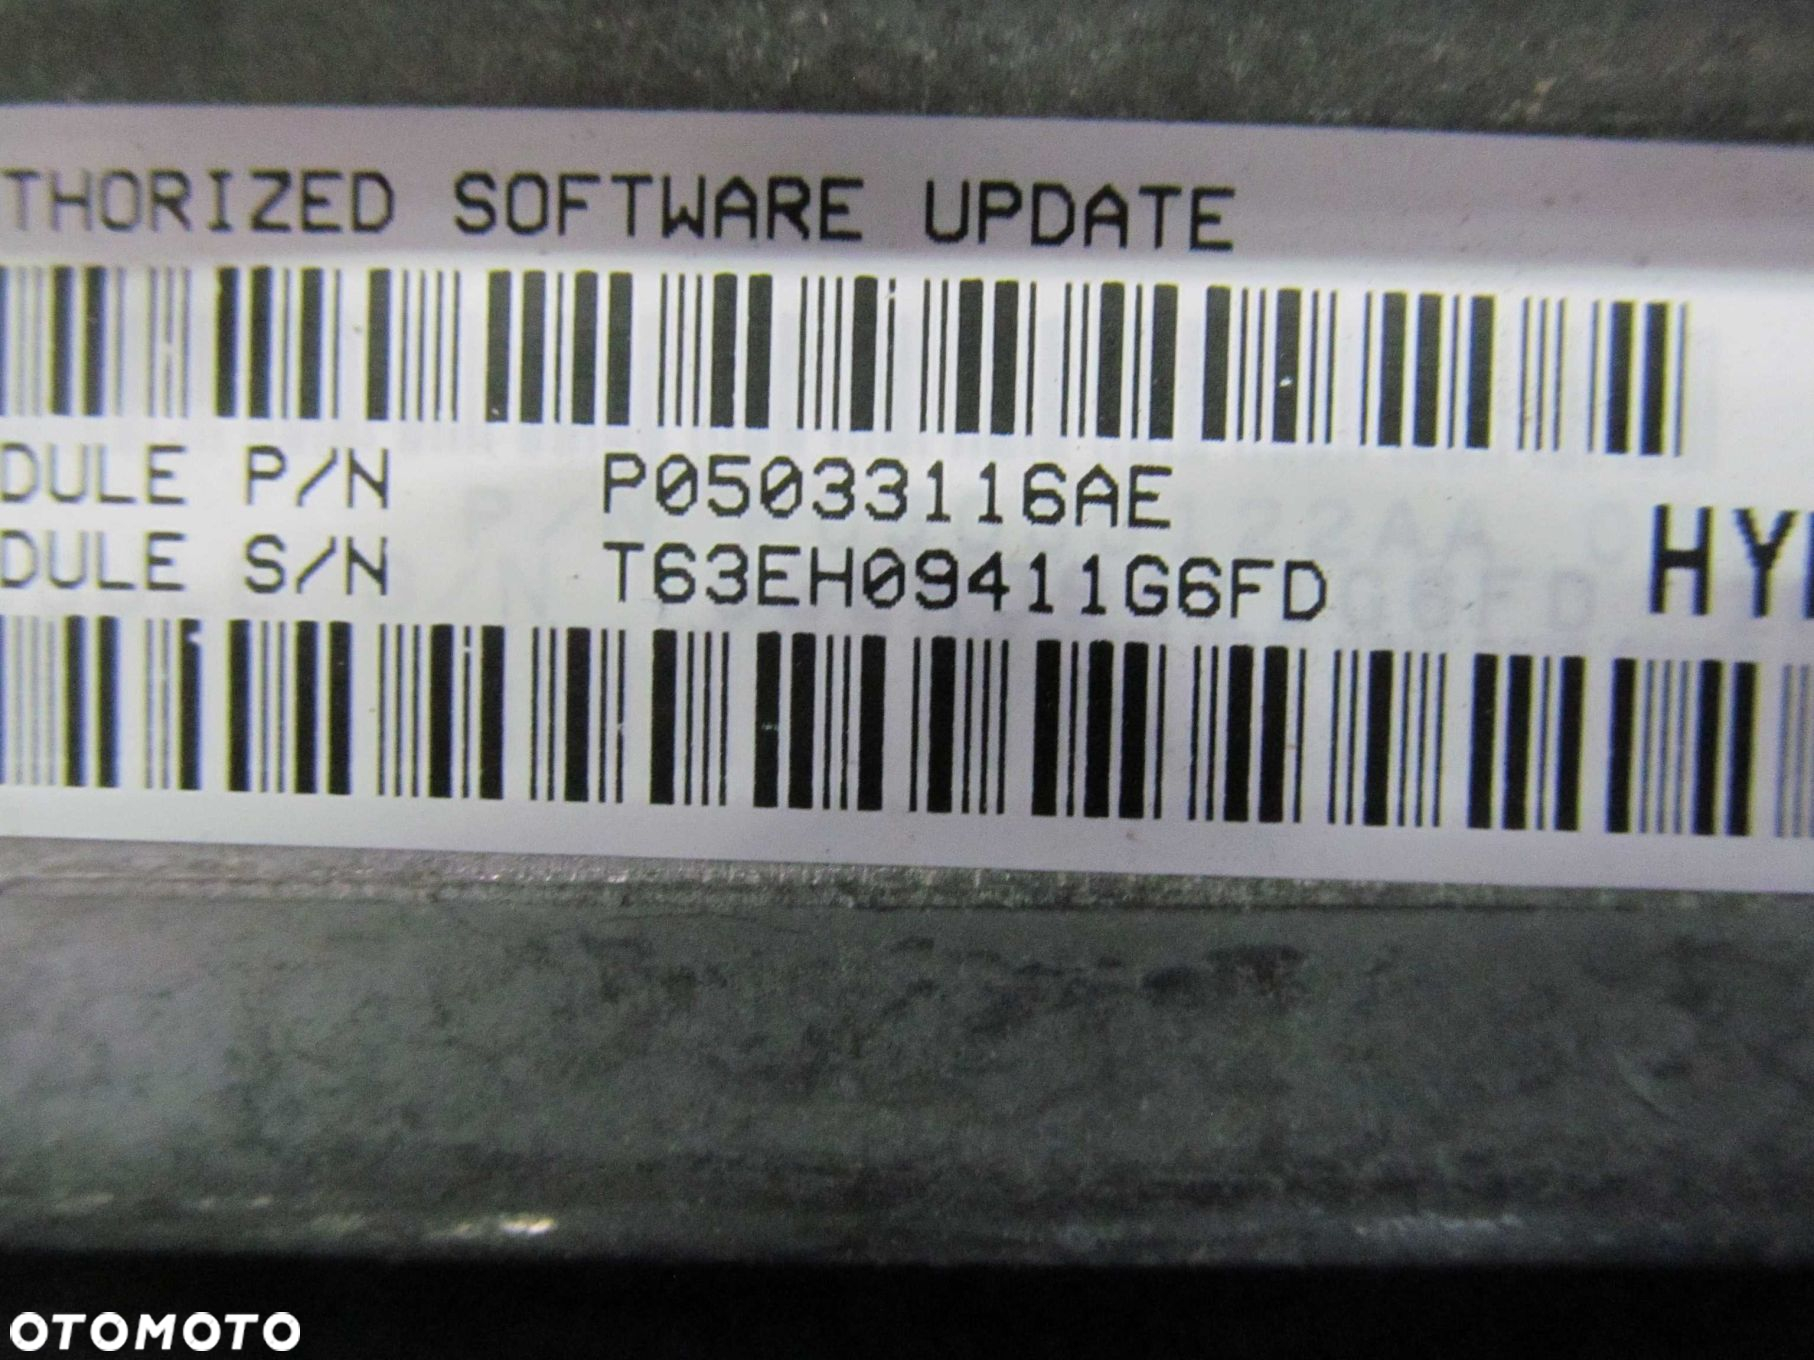 THORIZED SOFTWARE UPDATE
DULE P/N P05033116AE
DULE S/N T63EH09411G6FD
HY
OTOMOTO